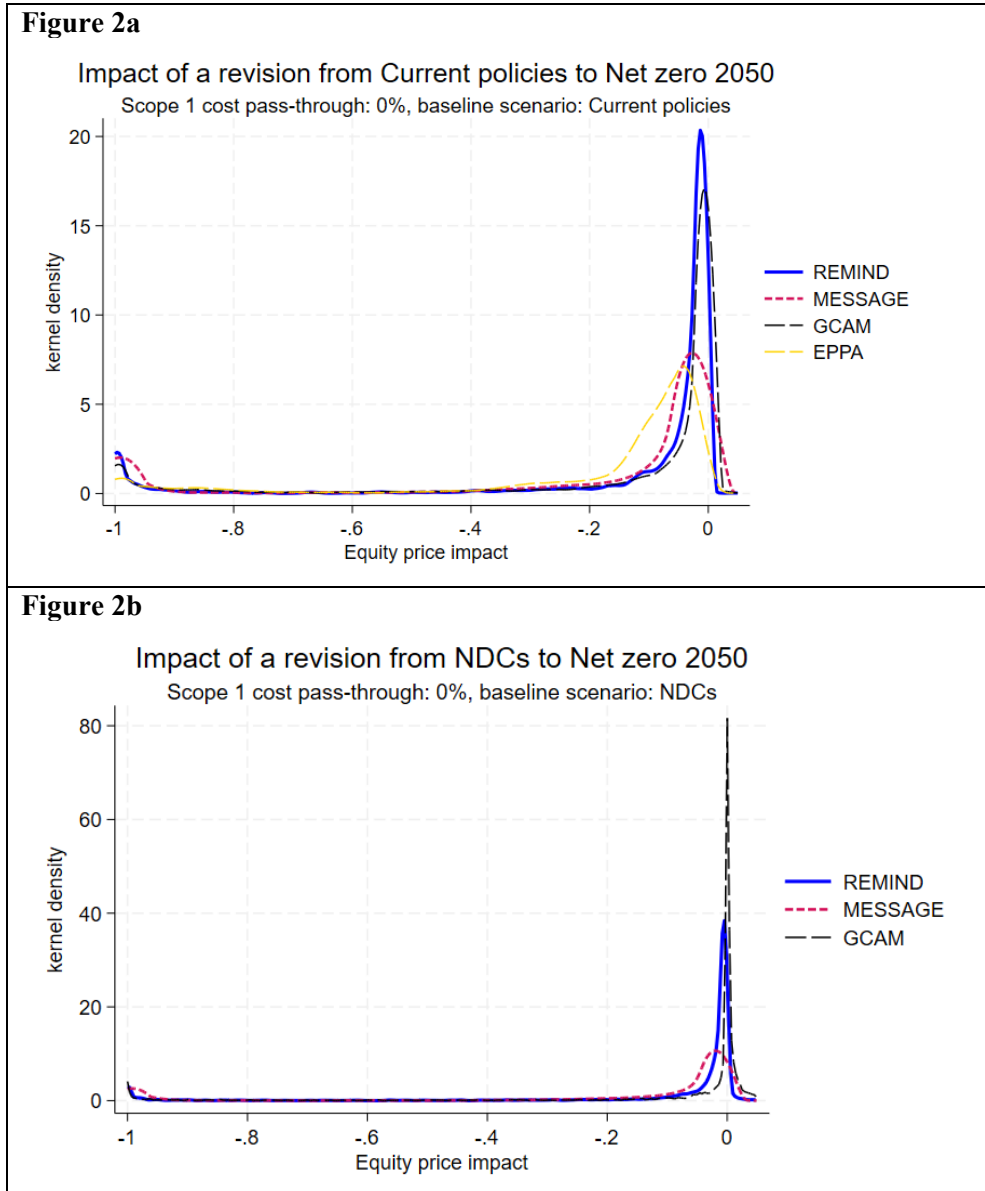 Figure 2a
Impact of a revision from Current policies to Net zero 2050
Scope 1 cost pass-through: 0%, baseline scenario: Current policies
20
15
10
5
0
kernel density
-1 -.8 -.6 -.4 -.2 0
Equity price impact
REMIND
MESSAGE
GCAM
EPPA
Figure 2b
Impact of a revision from NDCs to Net zero 2050
Scope 1 cost pass-through: 0%, baseline scenario: NDCs
80
60
40
20
0
kernel density
-1 -.8 -.6 -.4 -.2 0
Equity price impact
REMIND
MESSAGE
GCAM